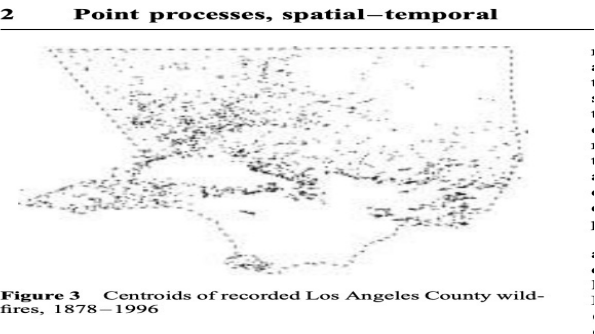 2 Point processes, spatial–temporal
Figure 3 Centroids of recorded Los Angeles County wild-
fires, 1878–1996